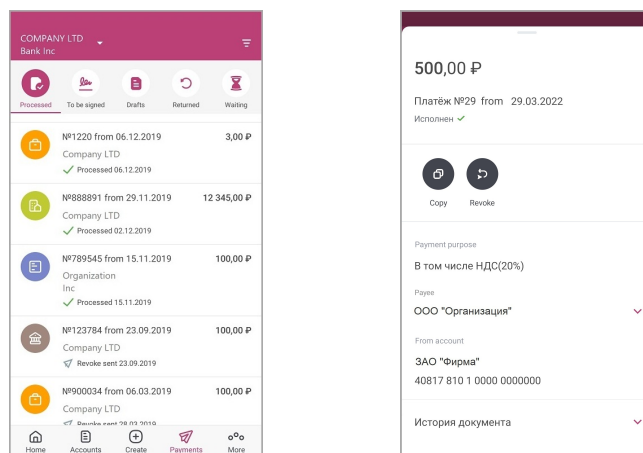 COMPANY LTD
Bank Inc
Processed
To be signed
Drafts
Returned
Waiting
№1220 from 06.12.2019 3,00 ₽
Company LTD
Processed 06.12.2019
№888891 from 29.11.2019 12 345,00 ₽
Company LTD
Processed 02.12.2019
№789545 from 15.11.2019 100,00 ₽
Organization
Inc
Processed 15.11.2019
№123784 from 23.09.2019 100,00 ₽
Company LTD
Revoke sent 23.09.2019
№900034 from 06.03.2019 100,00 ₽
Company LTD
Revoke sent 28.03.2019
Home
Accounts
Create
Payments
More
500,00 ₽
Платёж №29 from 29.03.2022
Исполнен
Copy
Revoke
Payment purpose
В том числе НДС(20%)
Payee
ООО "Организация"
From account
ЗАО "Фирма"
40817 810 1 0000 0000000
История документа